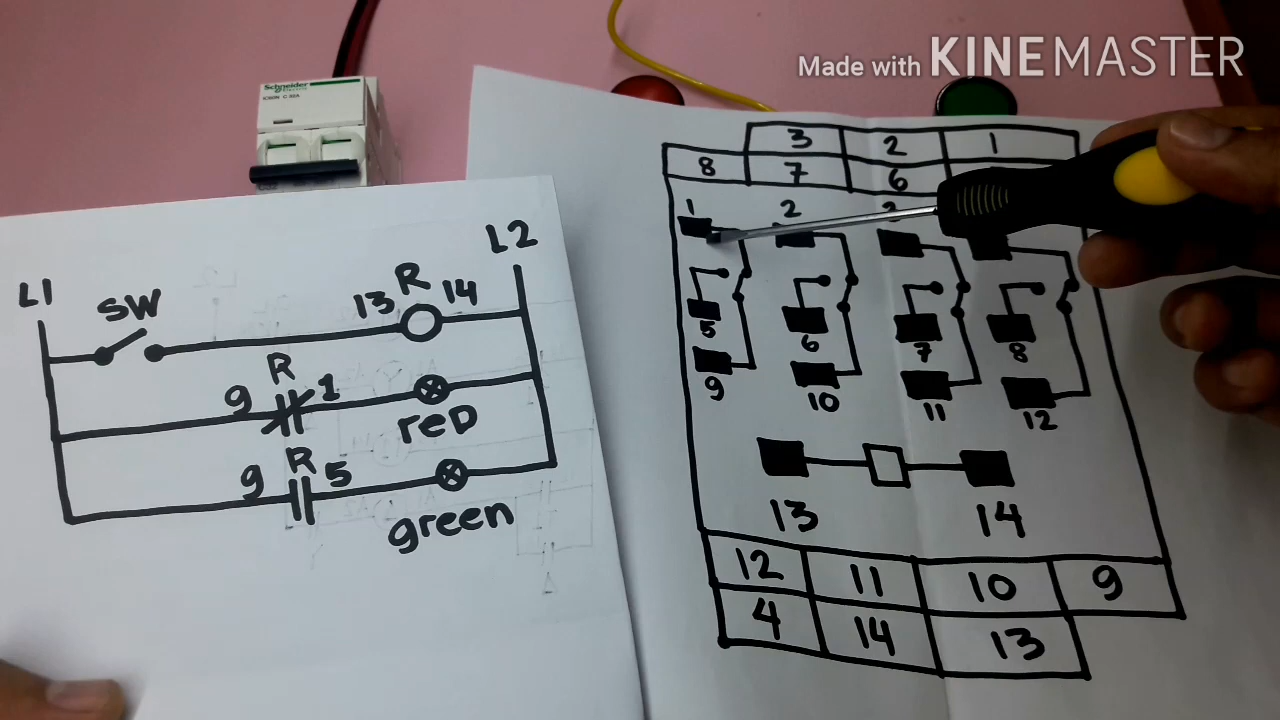 Made with KINEMASTER
Schneider
Electric
L1
SW
13 R 14
L2
9 R 1
reD
9 R 5
green
3 2 1
8 7 6
1 2
5 6 7 8
9 10 11 12
13 14
12 11 10 9
4 14 13